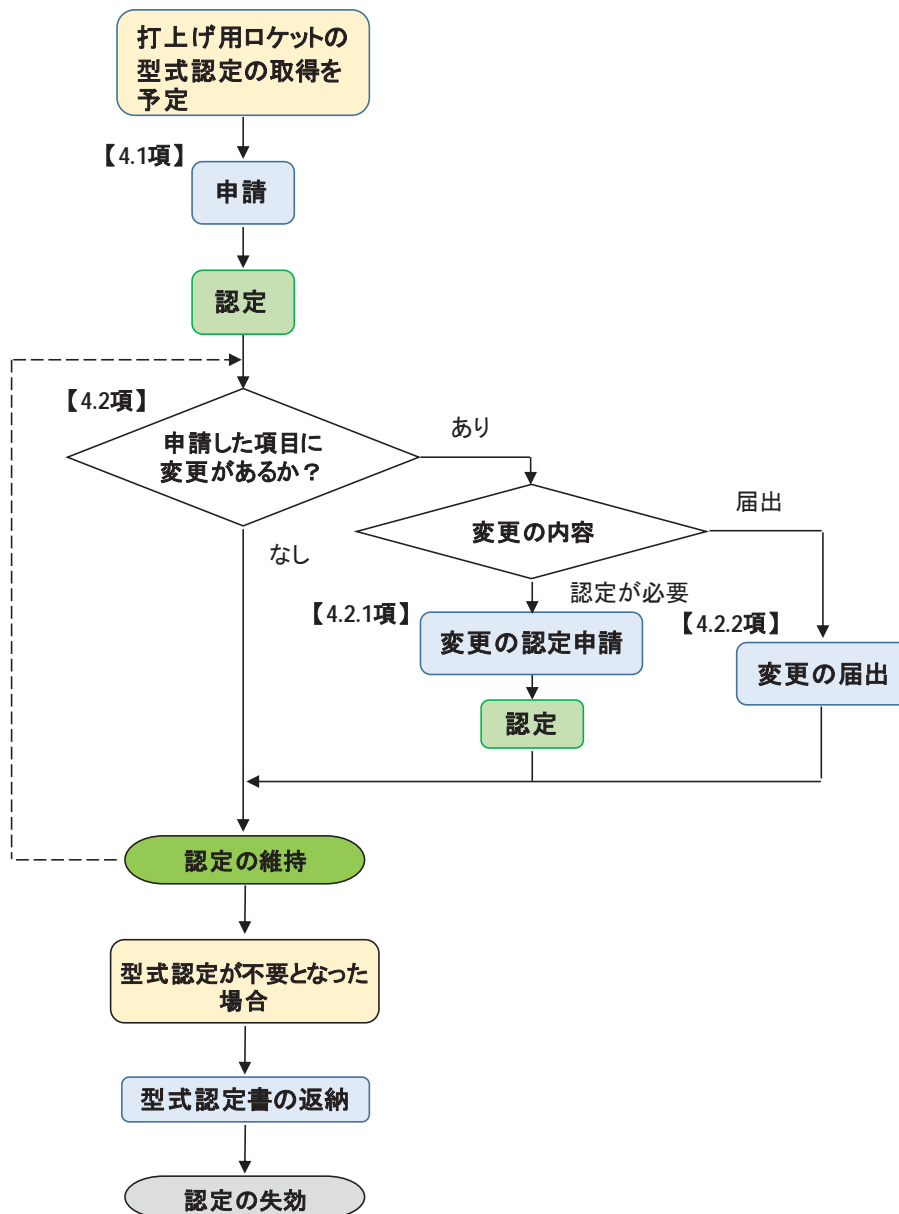 打上げ用ロケットの
型式認定の取得を
予定
【4.1項】
申請
認定
【4.2項】
申請した項目に
変更があるか？
あり
なし
変更の内容
届出
認定が必要
【4.2.1項】
変更の認定申請
【4.2.2項】
変更の届出
認定
認定の維持
型式認定が不要となった
場合
型式認定書の返納
認定の失効